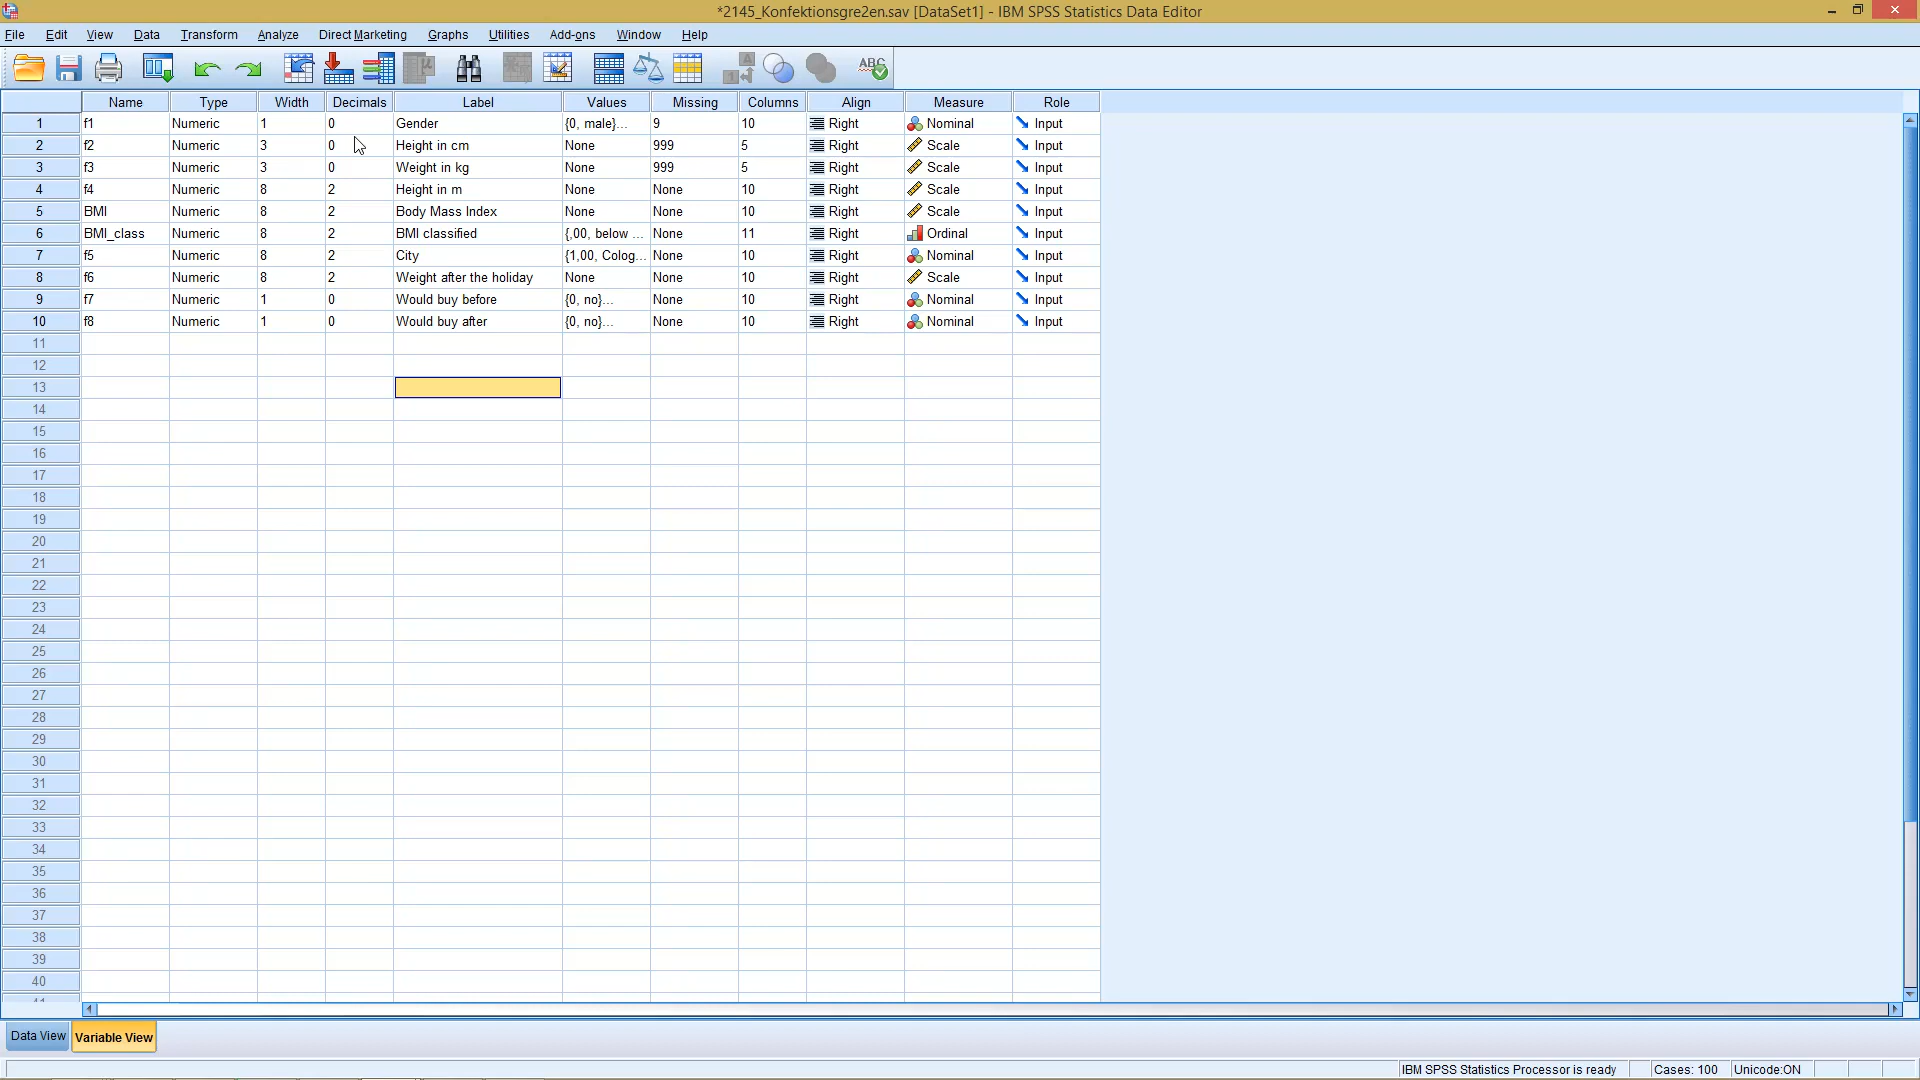 *2145_Konfektionsgre2en.sav [DataSet1] - IBM SPSS Statistics Data Editor
File Edit View Data Transform Analyze Direct Marketing Graphs Utilities Add-ons Window Help
Name Type Width Decimals Label Values Missing Columns Align Measure Role
1 f1 Numeric 1 0 Gender {0, male}... 9 10 Right Nominal Input
2 f2 Numeric 3 0 Height in cm None 999 5 Right Scale Input
3 f3 Numeric 3 0 Weight in kg None 999 5 Right Scale Input
4 f4 Numeric 8 2 Height in m None None 10 Right Scale Input
5 BMI Numeric 8 2 Body Mass Index None None 10 Right Scale Input
6 BMI_class Numeric 8 2 BMI classified {,00, below ... None 11 Right Ordinal Input
7 f5 Numeric 8 2 City {1,00, Colog... None 10 Right Nominal Input
8 f6 Numeric 8 2 Weight after the holiday None None 10 Right Scale Input
9 f7 Numeric 1 0 Would buy before {0, no}... None 10 Right Nominal Input
10 f8 Numeric 1 0 Would buy after {0, no}... None 10 Right Nominal Input
11
12
13
14
15
16
17
18
19
20
21
22
23
24
25
26
27
28
29
30
31
32
33
34
35
36
37
38
39
40
Data View Variable View
IBM SPSS Statistics Processor is ready Cases: 100 Unicode:ON